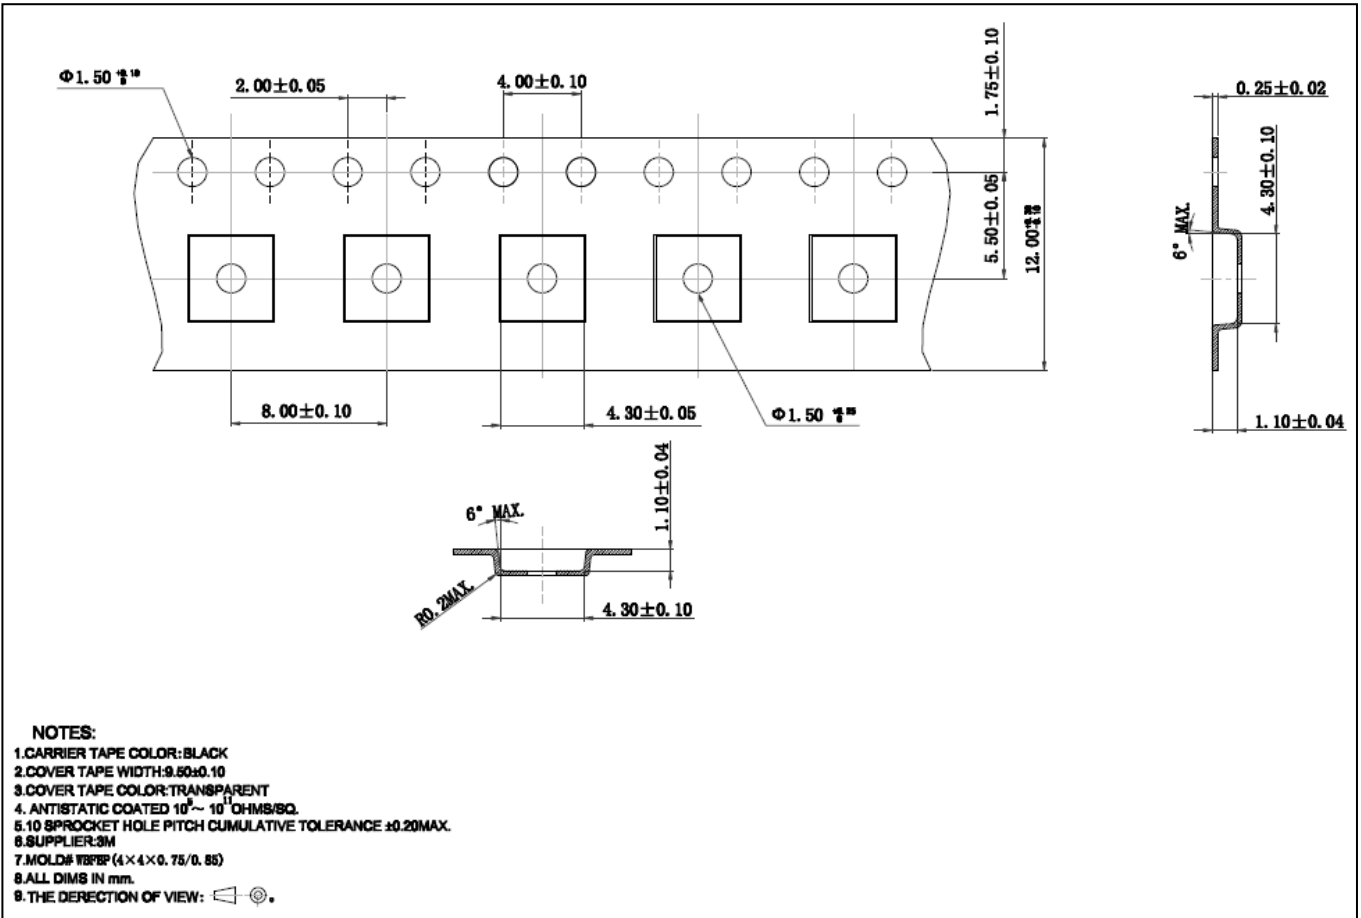 Φ1.50 +0.10 0
2.00±0.05
4.00±0.10
1.75±0.10
0.25±0.02
4.30±0.10
5.50±0.05
12.00
6° MAX.
8.00±0.10
4.30±0.05
Φ1.50
1.10±0.04
1.10±0.04
6° MAX.
R0.2MAX.
4.30±0.10
NOTES:
1.CARRIER TAPE COLOR:BLACK
2.COVER TAPE WIDTH:9.50±0.10
3.COVER TAPE COLOR:TRANSPARENT
4. ANTISTATIC COATED 10 ~ 10¹¹OHMS/SQ.
5.10 SPROCKET HOLE PITCH CUMULATIVE TOLERANCE ±0.20MAX.
6.SUPPLIER:3M
7.MOLD# (4×4×0.75/0.85)
8.ALL DIMS IN mm.
9.THE DERECTION OF VIEW: